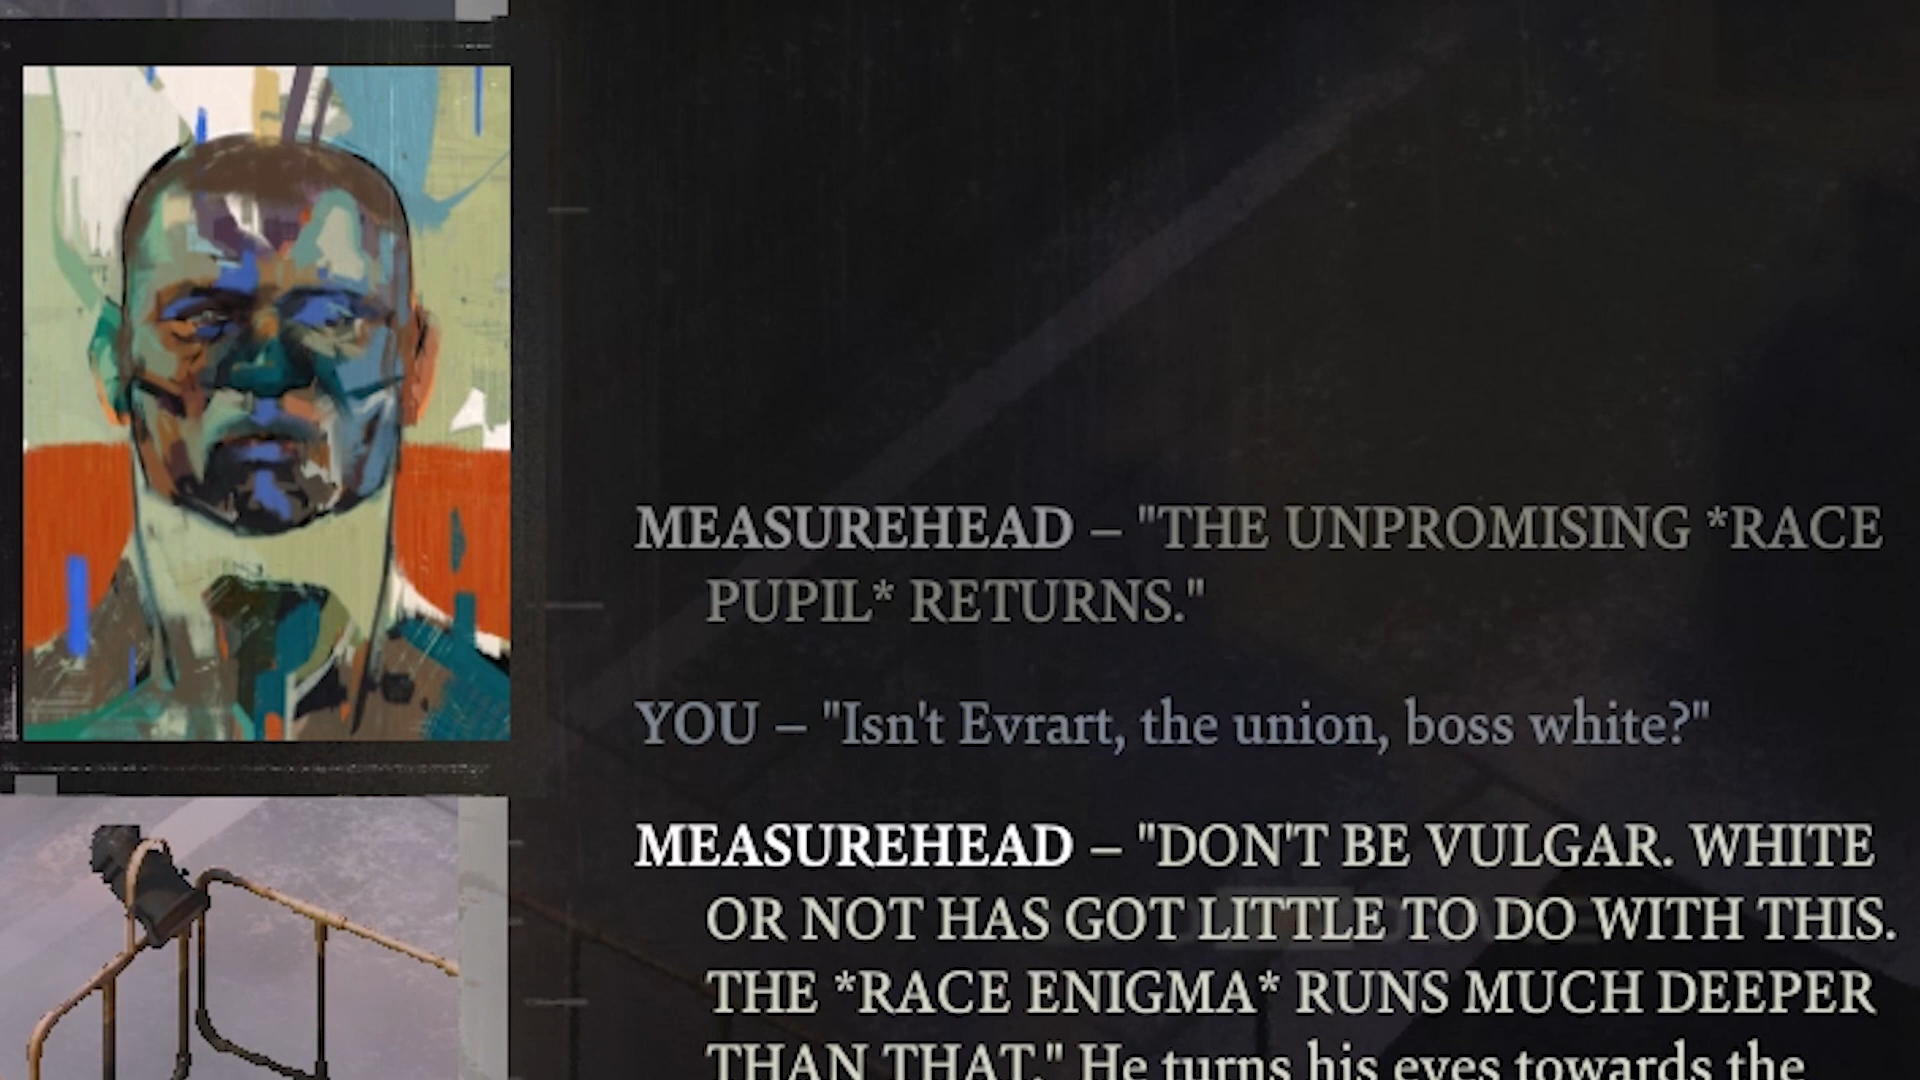 MEASUREHEAD – "THE UNPROMISING *RACE
PUPIL* RETURNS."
YOU – "Isn't Evrart, the union, boss white?"
MEASUREHEAD – "DON'T BE VULGAR. WHITE
OR NOT HAS GOT LITTLE TO DO WITH THIS.
THE *RACE ENIGMA* RUNS MUCH DEEPER
THAN THAT." He turns his eyes towards the